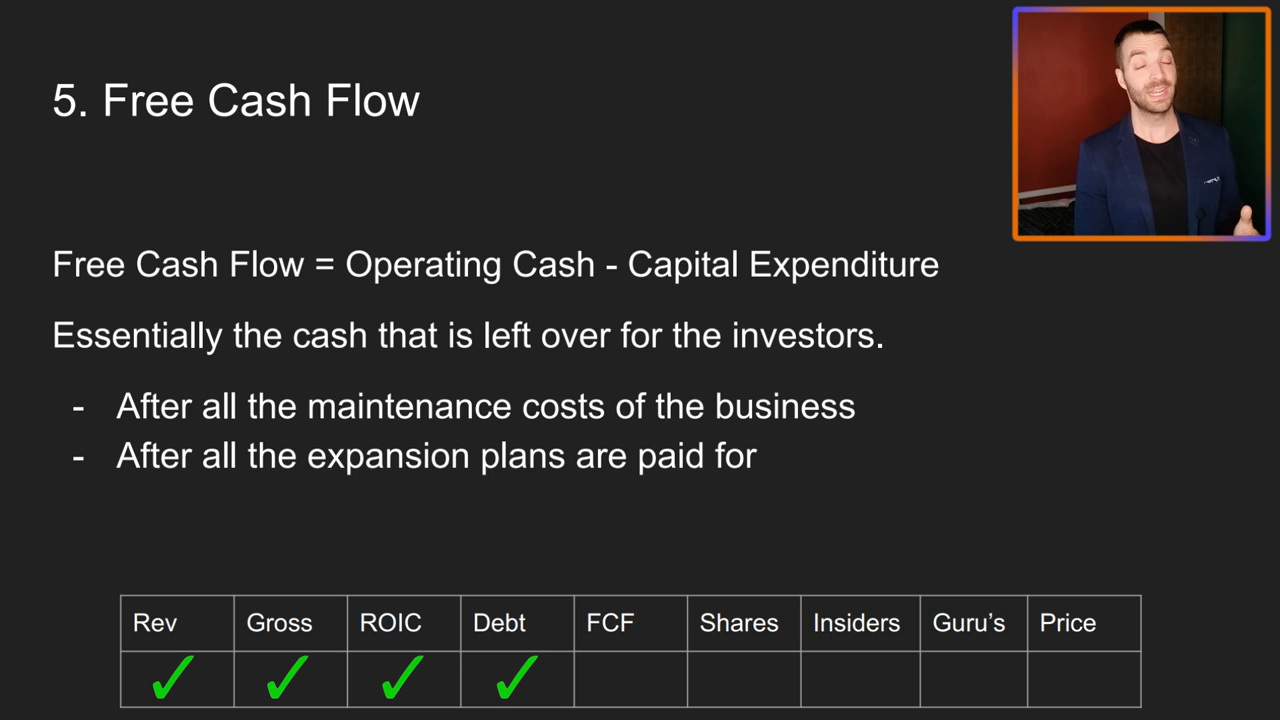 5. Free Cash Flow
Free Cash Flow = Operating Cash - Capital Expenditure
Essentially the cash that is left over for the investors.
- After all the maintenance costs of the business
- After all the expansion plans are paid for
Rev Gross ROIC Debt FCF Shares Insiders Guru's Price
✓ ✓ ✓ ✓